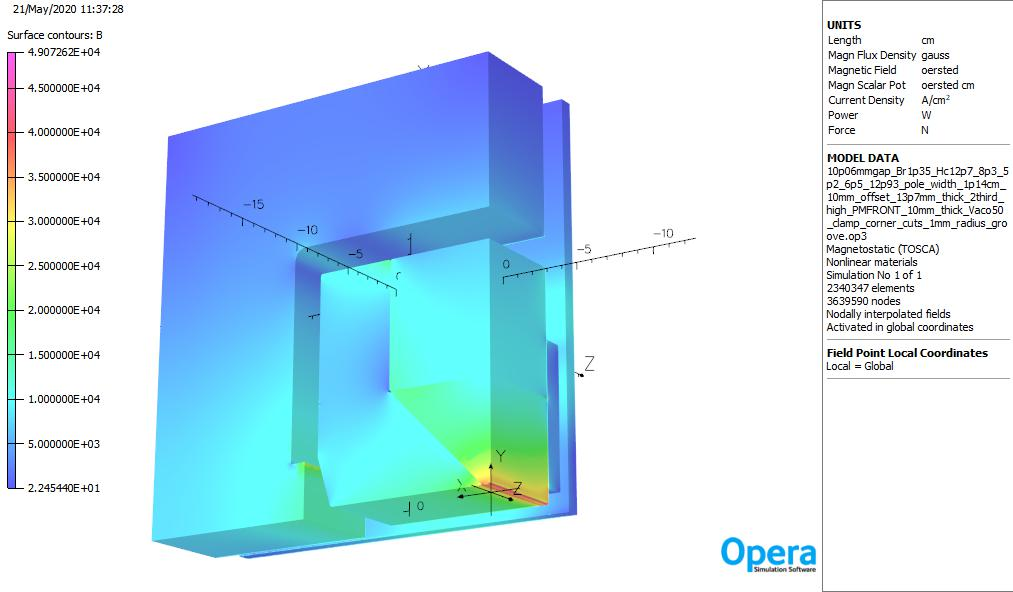 21/May/2020 11:37:28
Surface contours: B
4.907262E+04
4.500000E+04
4.000000E+04
3.500000E+04
3.000000E+04
2.500000E+04
2.000000E+04
1.500000E+04
1.000000E+04
5.000000E+03
2.245440E+01
-15
-10
-5
0
-5
-10
Z
Y
X
Z
0
Opera
Simulation Software
UNITS
Length cm
Magn Flux Density gauss
Magnetic Field oersted
Magn Scalar Pot oersted cm
Current Density A/cm²
Power W
Force N
MODEL DATA
10p06mmgap_Br1p35_Hc12p7_8p3_5
p2_6p5_12p93_pole_width_1p14cm_
10mm_offset_13p7mm_thick_2third_
high_PMFRONT_10mm_thick_Vaco50
_clamp_corner_cuts_1mm_radius_gro
ove.op3
Magnetostatic (TOSCA)
Nonlinear materials
Simulation No 1 of 1
2340347 elements
3639590 nodes
Nodally interpolated fields
Activated in global coordinates
Field Point Local Coordinates
Local = Global